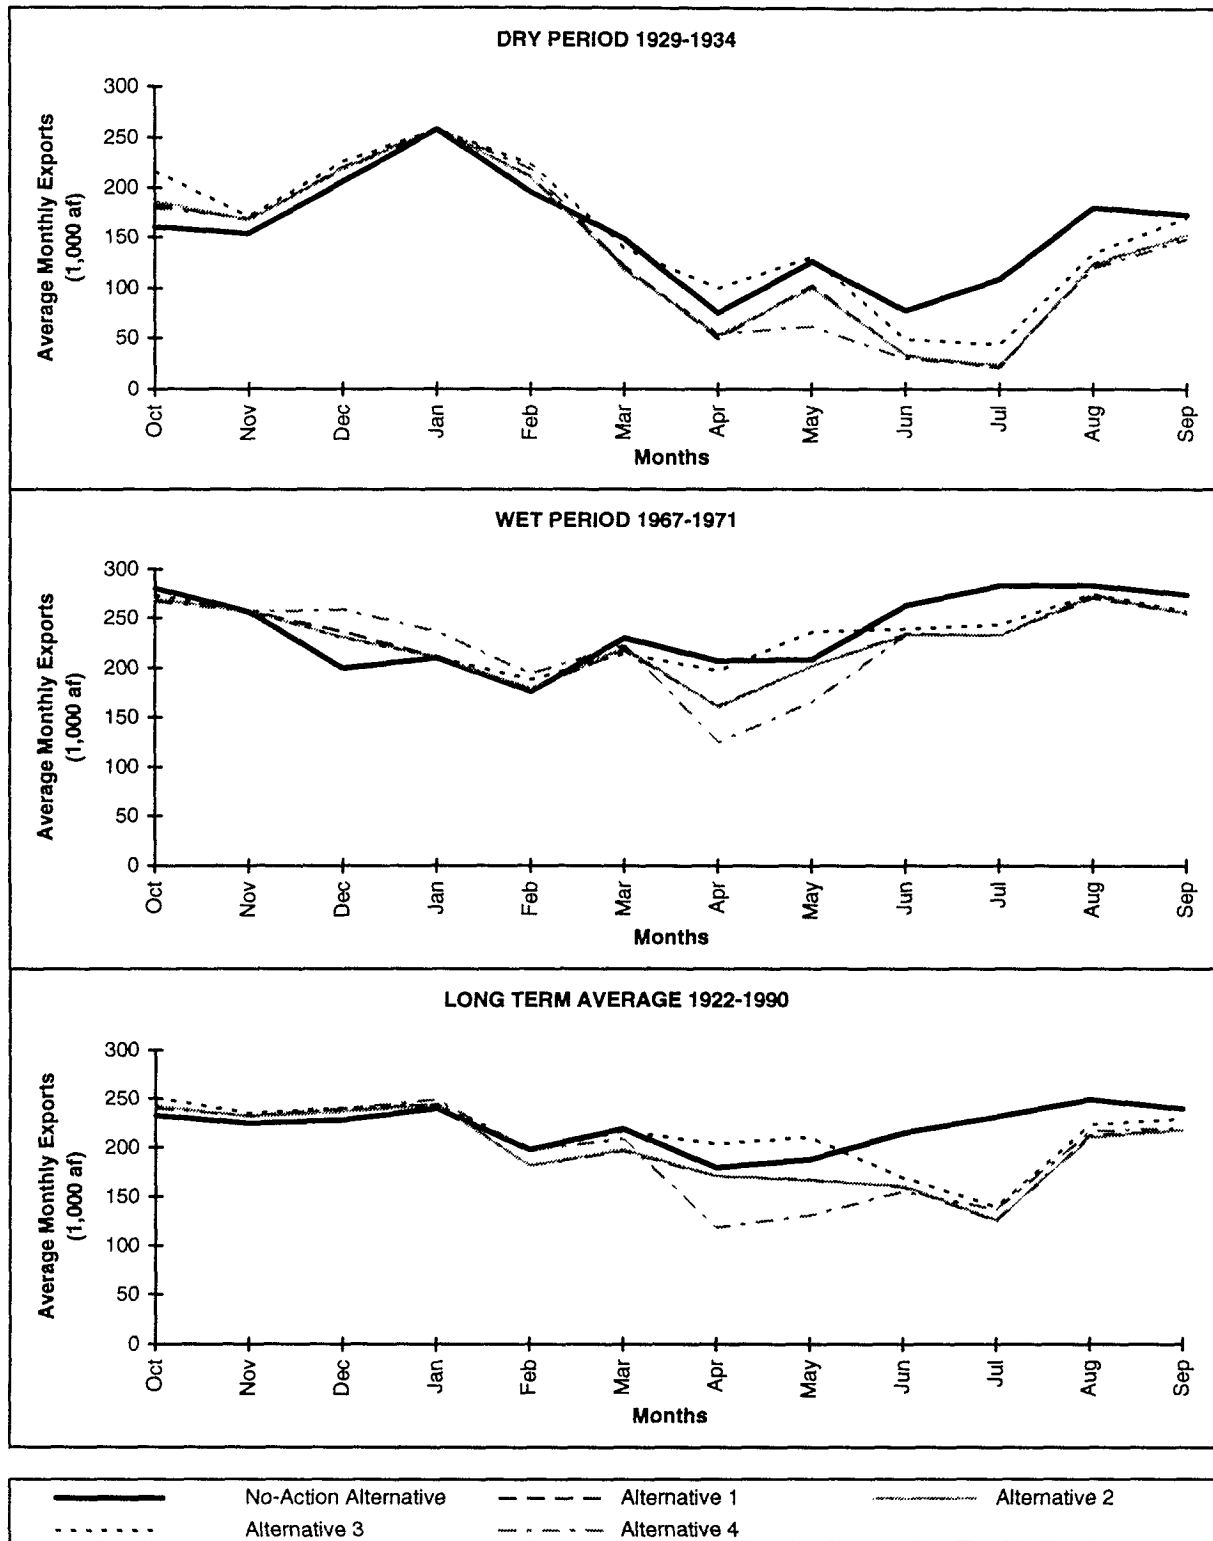 DRY PERIOD 1929-1934
Average Monthly Exports
(1,000 af)
300
250
200
150
100
50
0
Oct
Nov
Dec
Jan
Feb
Mar
Apr
May
Jun
Jul
Aug
Sep
Months
WET PERIOD 1967-1971
Average Monthly Exports
(1,000 af)
300
250
200
150
100
50
0
Oct
Nov
Dec
Jan
Feb
Mar
Apr
May
Jun
Jul
Aug
Sep
Months
LONG TERM AVERAGE 1922-1990
Average Monthly Exports
(1,000 af)
300
250
200
150
100
50
0
Oct
Nov
Dec
Jan
Feb
Mar
Apr
May
Jun
Jul
Aug
Sep
Months
No-Action Alternative
Alternative 1
Alternative 2
Alternative 3
Alternative 4